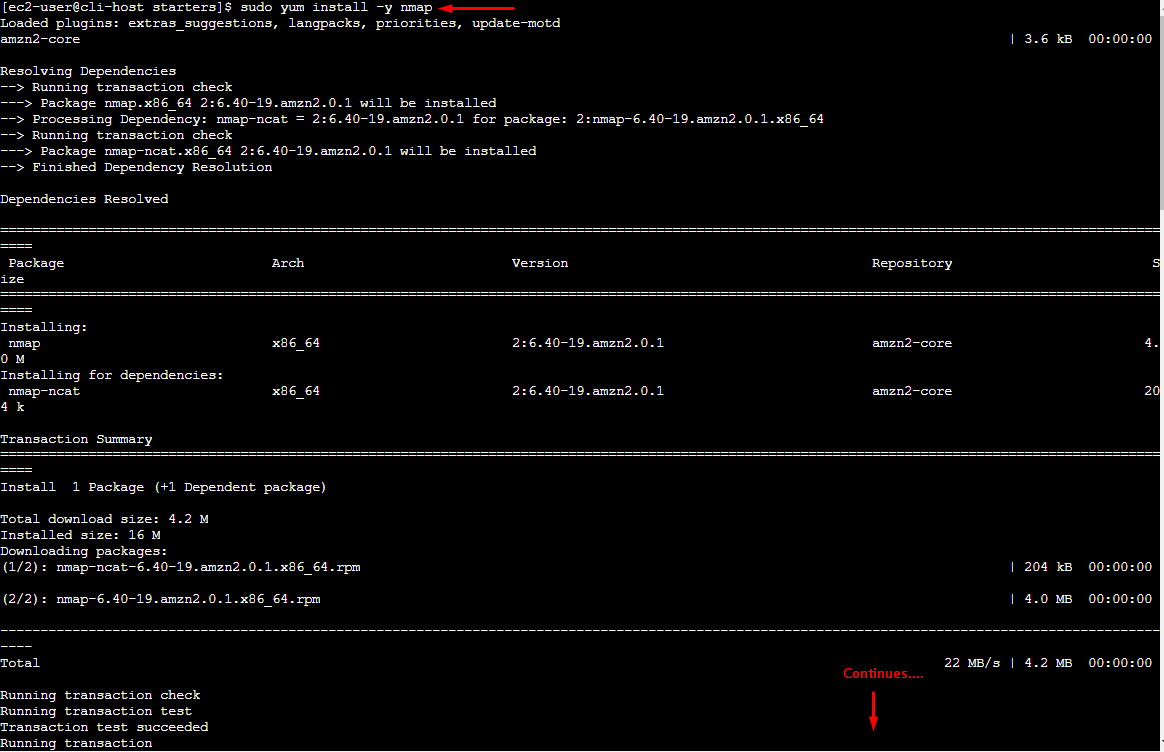 [ec2-user@cli-host starters]$ sudo yum install -y nmap
Loaded plugins: extras_suggestions, langpacks, priorities, update-motd
amzn2-core | 3.6 kB 00:00:00
Resolving Dependencies
--> Running transaction check
---> Package nmap.x86_64 2:6.40-19.amzn2.0.1 will be installed
--> Processing Dependency: nmap-ncat = 2:6.40-19.amzn2.0.1 for package: 2:nmap-6.40-19.amzn2.0.1.x86_64
--> Running transaction check
---> Package nmap-ncat.x86_64 2:6.40-19.amzn2.0.1 will be installed
--> Finished Dependency Resolution
Dependencies Resolved
================================================================================================================================================
====
Package Arch Version Repository S
ize
================================================================================================================================================
====
Installing:
nmap x86_64 2:6.40-19.amzn2.0.1 amzn2-core 4.
0 M
Installing for dependencies:
nmap-ncat x86_64 2:6.40-19.amzn2.0.1 amzn2-core 20
4 k
Transaction Summary
================================================================================================================================================
====
Install 1 Package (+1 Dependent package)
Total download size: 4.2 M
Installed size: 16 M
Downloading packages:
(1/2): nmap-ncat-6.40-19.amzn2.0.1.x86_64.rpm | 204 kB 00:00:00
(2/2): nmap-6.40-19.amzn2.0.1.x86_64.rpm | 4.0 MB 00:00:00
------------------------------------------------------------------------------------------------------------------------------------------------
----
Total 22 MB/s | 4.2 MB 00:00:00
Continues....
Running transaction check
Running transaction test
Transaction test succeeded
Running transaction